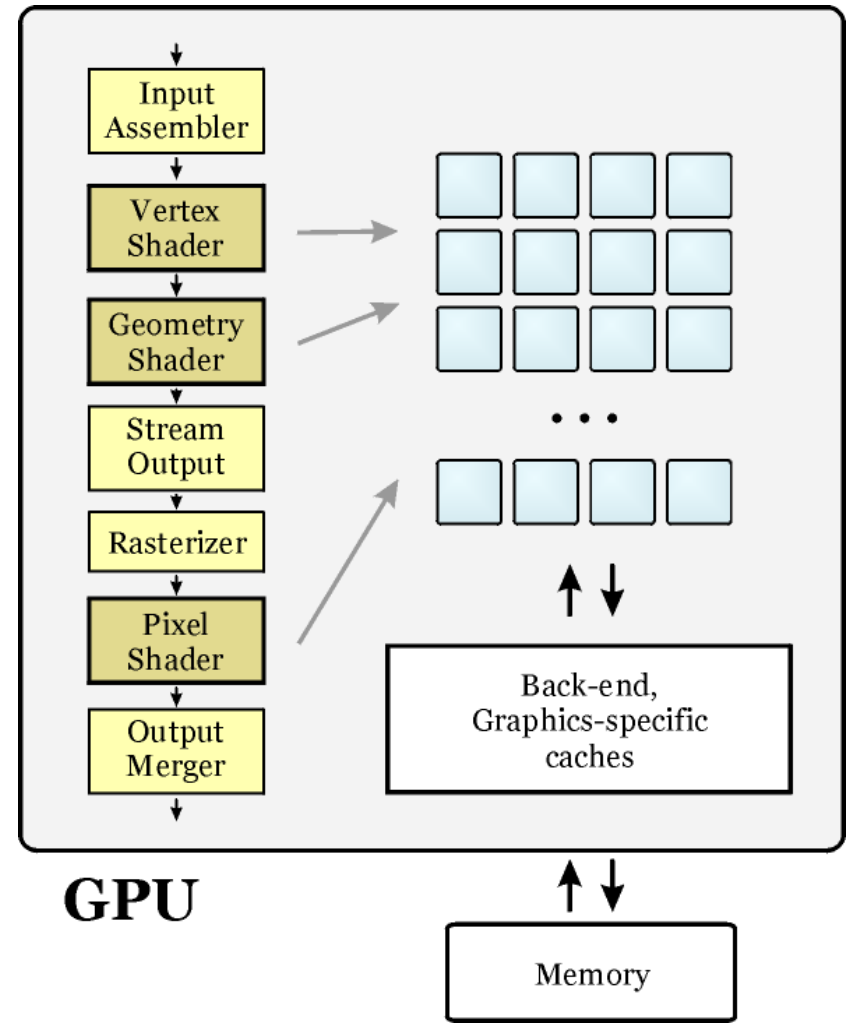 Input
Assembler
Vertex
Shader
Geometry
Shader
Stream
Output
Rasterizer
Pixel
Shader
Output
Merger
. . .
Back-end,
Graphics-specific
caches
GPU
Memory